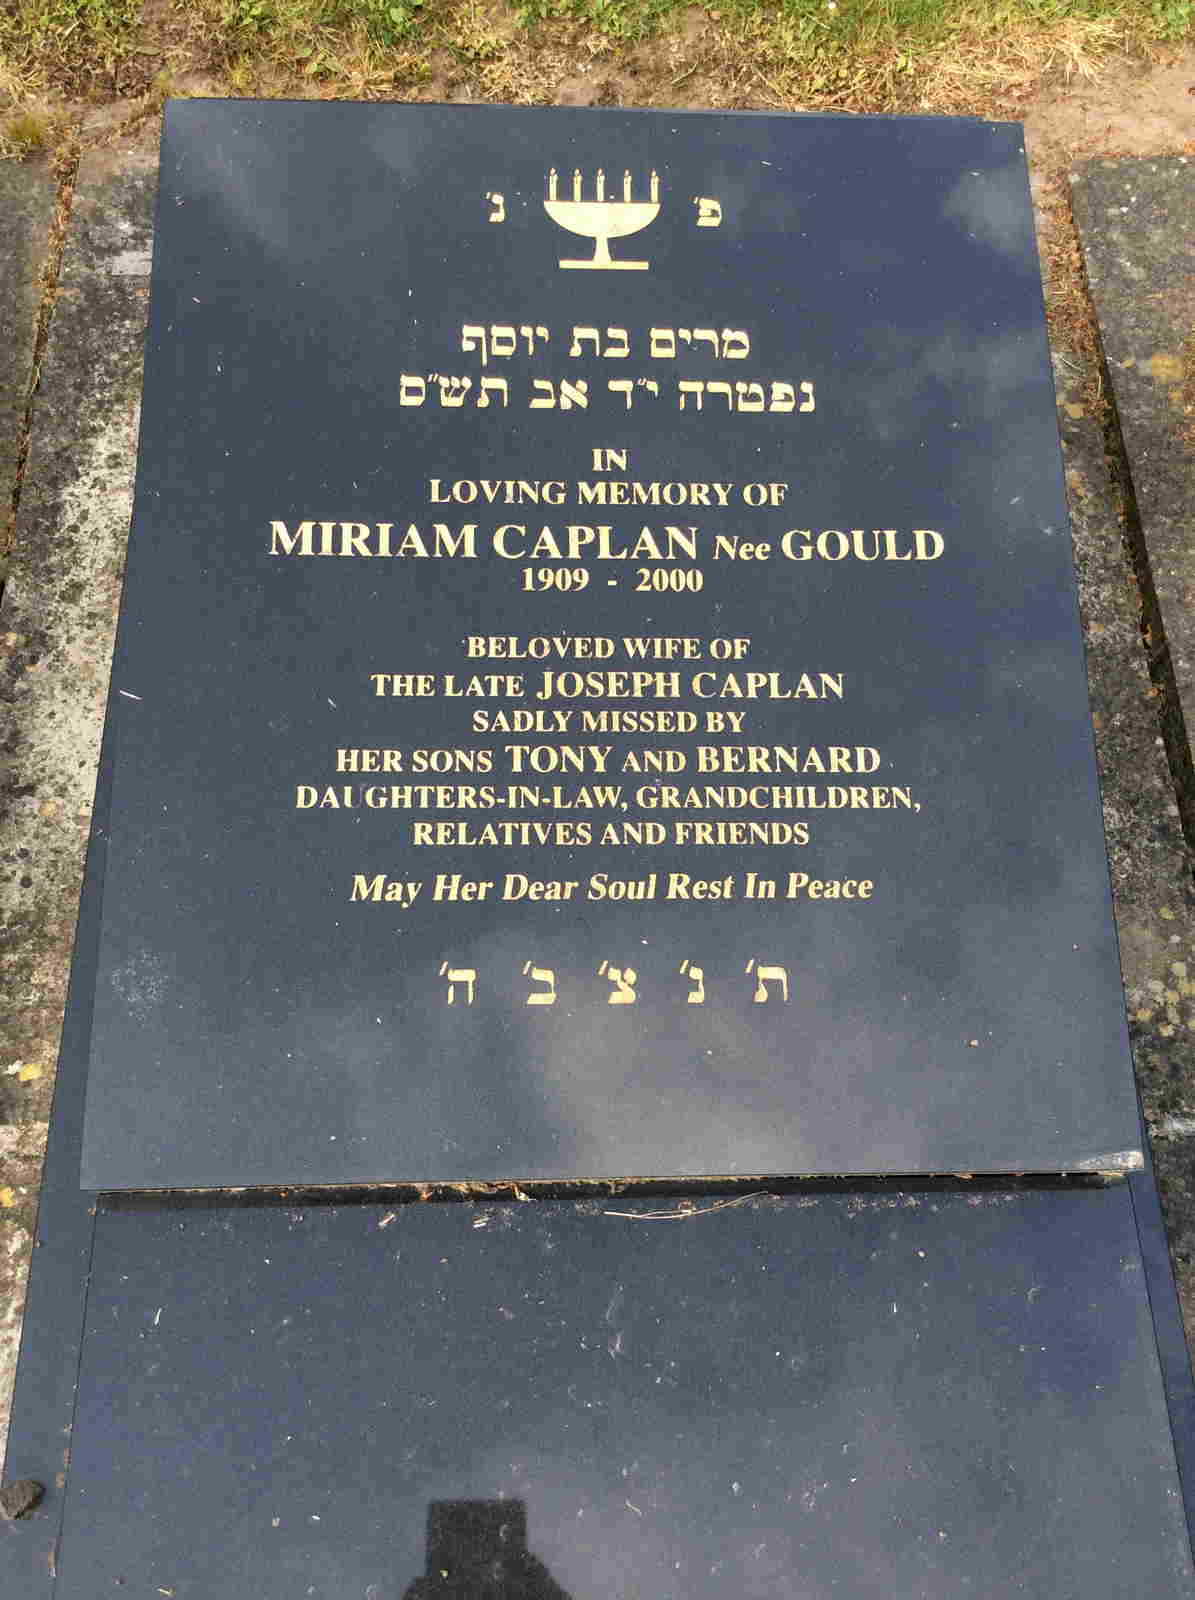 פ' נ'
מרים בת יוסף
נפטרה י"ד אב תש"ס
IN
LOVING MEMORY OF
MIRIAM CAPLAN Nee GOULD
1909 - 2000
BELOVED WIFE OF
THE LATE JOSEPH CAPLAN
SADLY MISSED BY
HER SONS TONY AND BERNARD
DAUGHTERS-IN-LAW, GRANDCHILDREN,
RELATIVES AND FRIENDS
May Her Dear Soul Rest In Peace
ת' נ' צ' ב' ה'